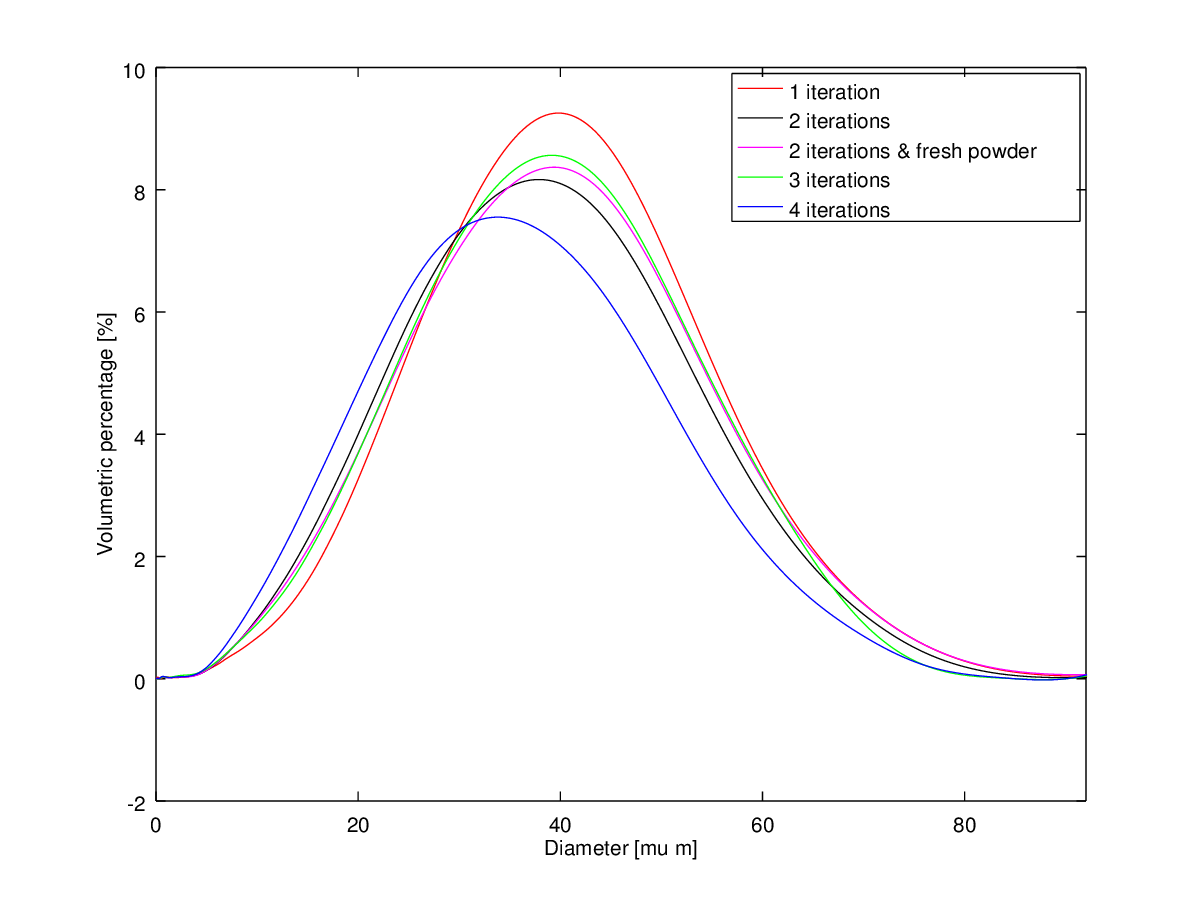 10
8
6
4
2
0
-2
0
20
40
60
80
Volumetric percentage [%]
Diameter [mu m]
1 iteration
2 iterations
2 iterations & fresh powder
3 iterations
4 iterations